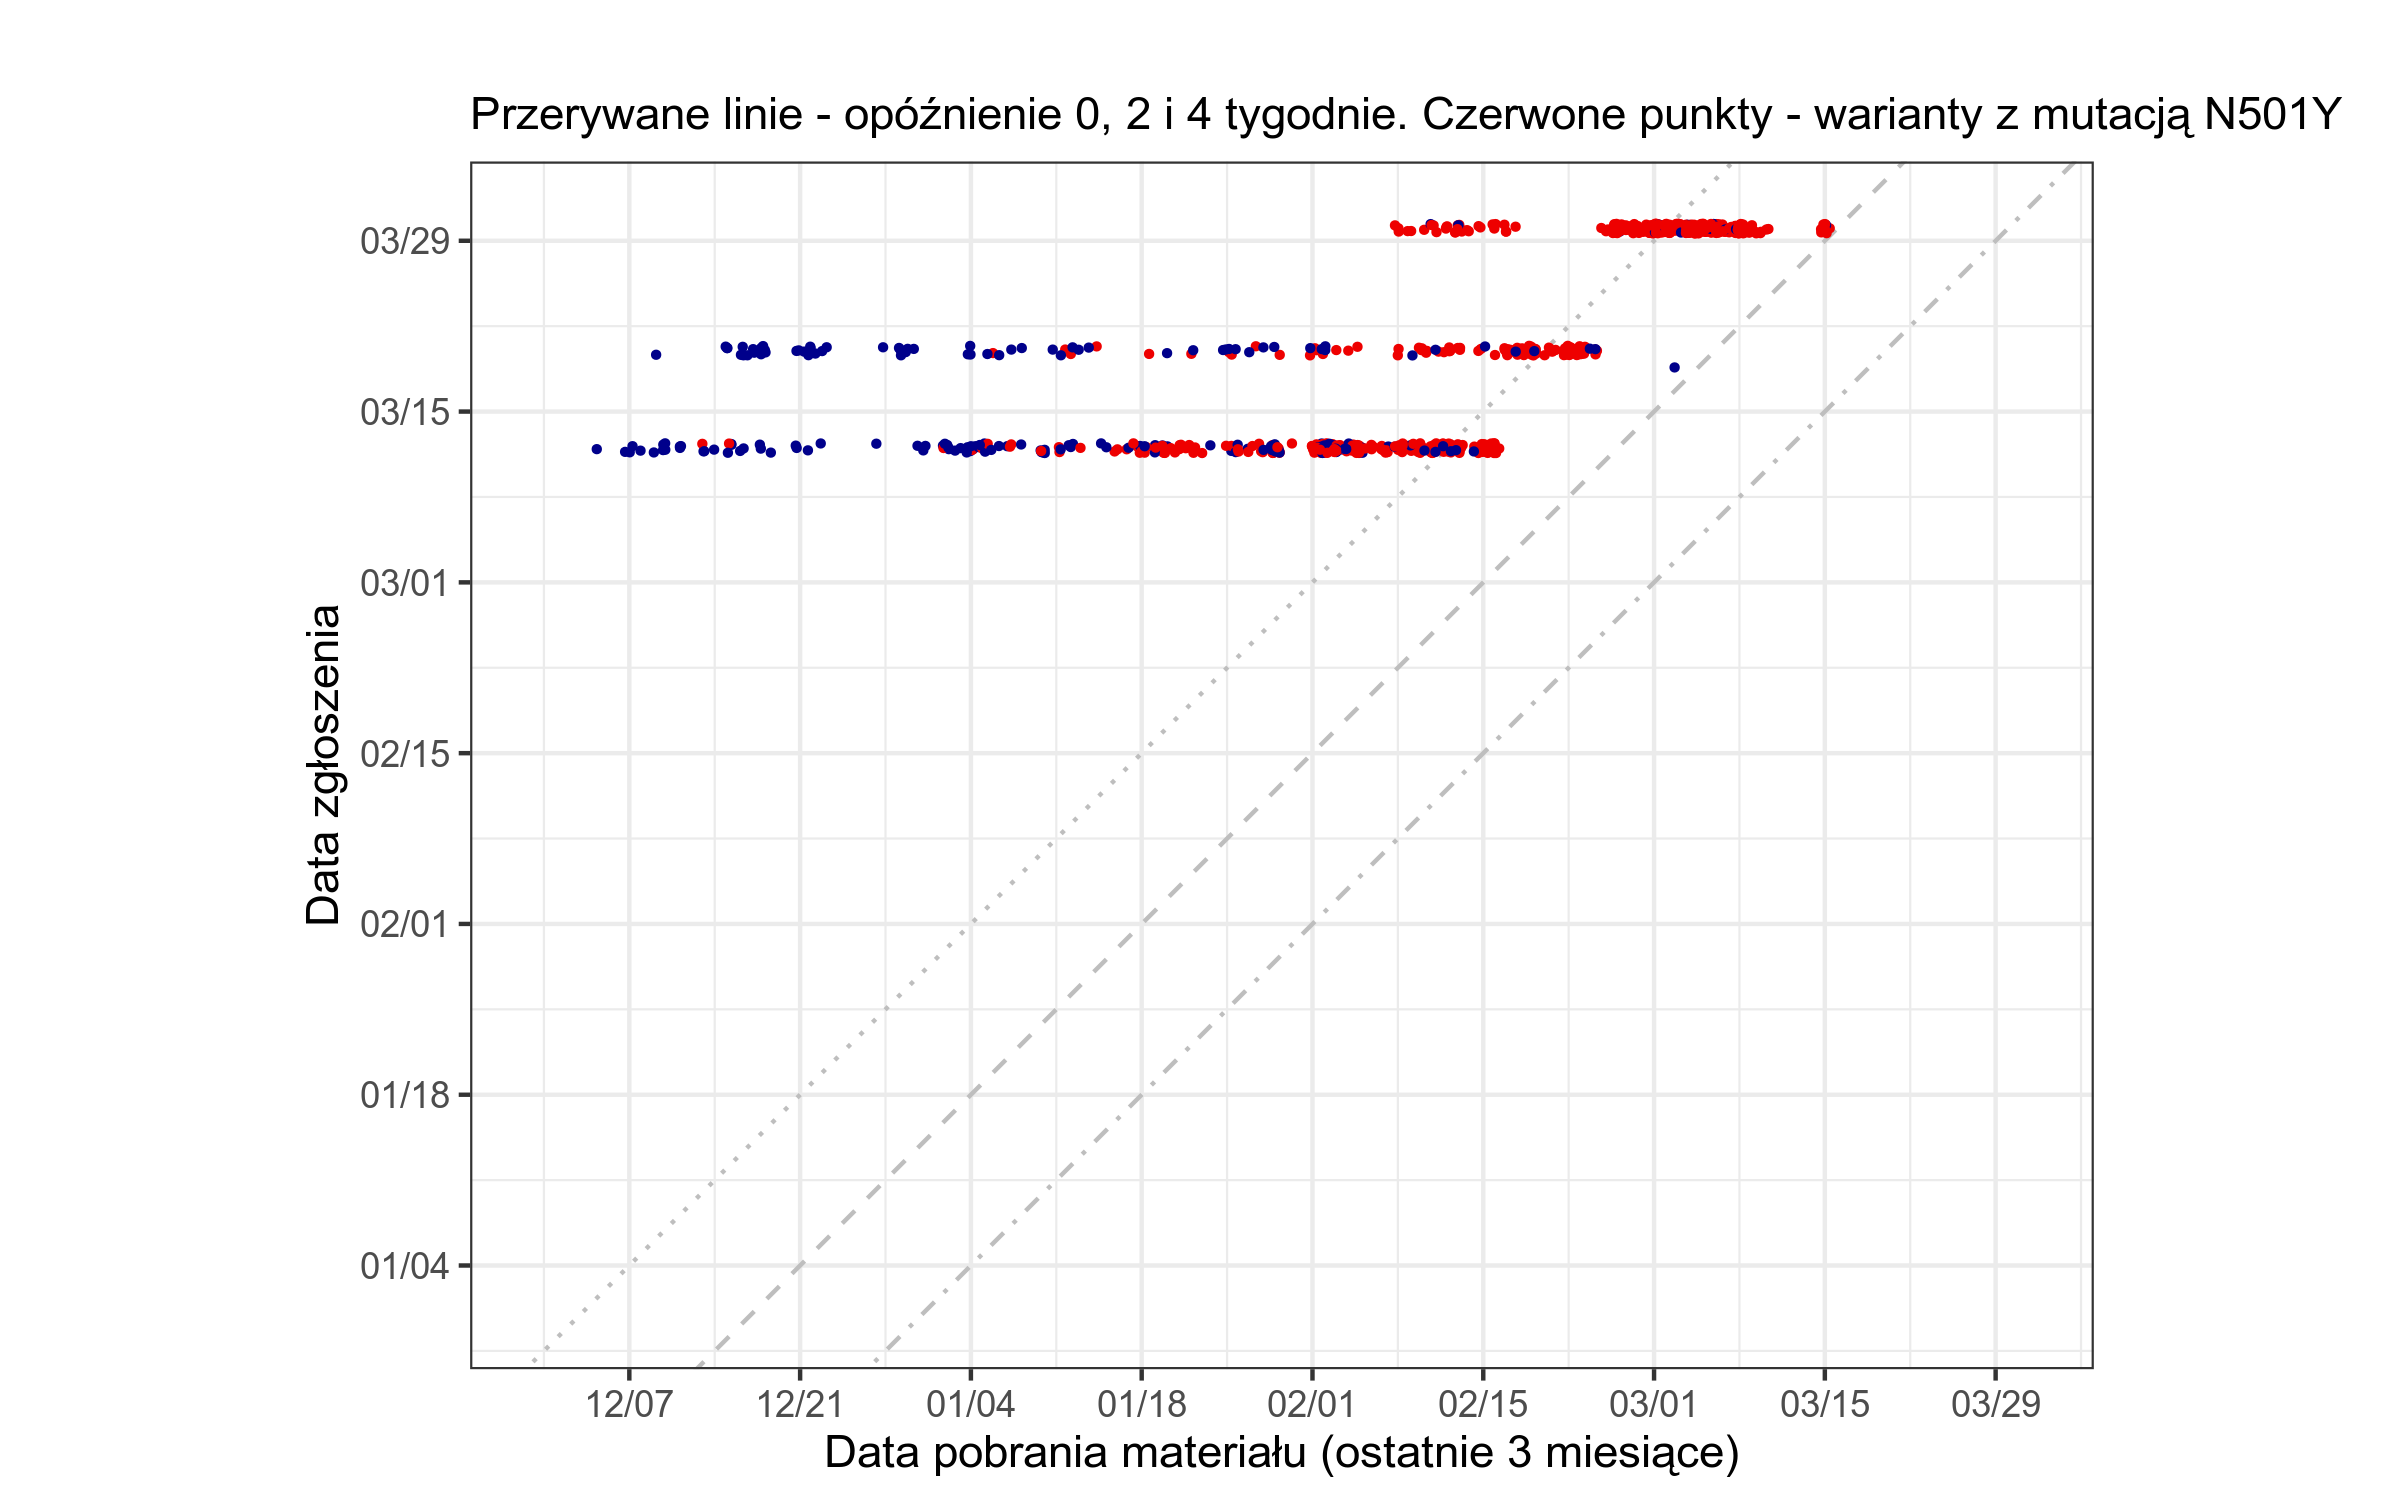 Przerywane linie - opóźnienie 0, 2 i 4 tygodnie. Czerwone punkty - warianty z mutacją N501Y
Data zgłoszenia
03/29
03/15
03/01
02/15
02/01
01/18
01/04
12/07 12/21 01/04 01/18 02/01 02/15 03/01 03/15 03/29
Data pobrania materiału (ostatnie 3 miesiące)